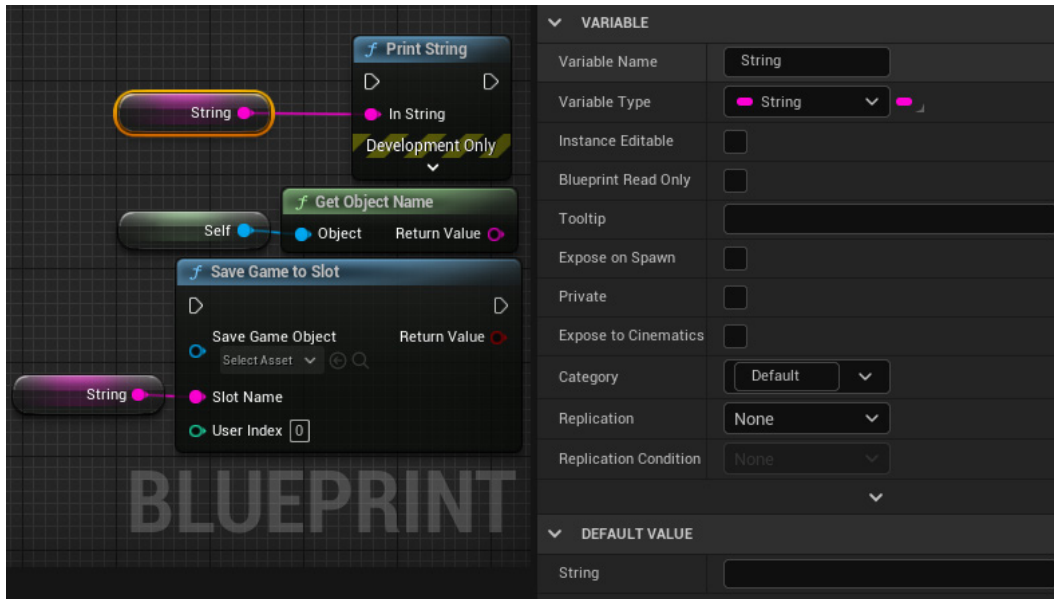 f Print String
String
In String
Development Only
f Get Object Name
Self
Object
Return Value
f Save Game to Slot
Save Game Object
Return Value
Select Asset
String
Slot Name
User Index 0
BLUEPRINT
VARIABLE
Variable Name String
Variable Type String
Instance Editable
Blueprint Read Only
Tooltip
Expose on Spawn
Private
Expose to Cinematics
Category Default
Replication None
Replication Condition None
DEFAULT VALUE
String